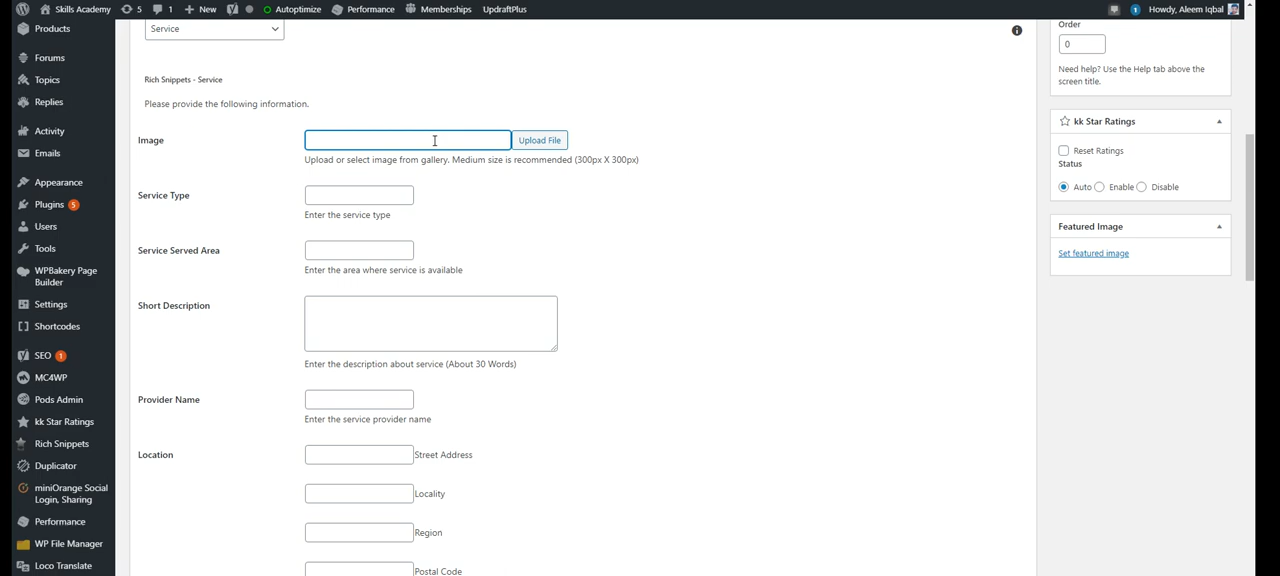 Skills Academy 5 1 + New Autoptimize Performance Memberships UpdraftPlus 1 Howdy, Aleem Iqbal
Products
Forums
Topics
Replies
Activity
Emails
Appearance
Plugins 5
Users
Tools
WPBakery Page
Builder
Settings
Shortcodes
SEO 1
MC4WP
Pods Admin
kk Star Ratings
Rich Snippets
Duplicator
miniOrange Social
Login, Sharing
Performance
WP File Manager
Loco Translate
Service
Rich Snippets - Service
Please provide the following information.
Image
Upload File
Upload or select image from gallery. Medium size is recommended (300px X 300px)
Service Type
Enter the service type
Service Served Area
Enter the area where service is available
Short Description
Enter the description about service (About 30 Words)
Provider Name
Enter the service provider name
Location
Street Address
Locality
Region
Postal Code
Order
0
Need help? Use the Help tab above the
screen title.
kk Star Ratings
Reset Ratings
Status
Auto Enable Disable
Featured Image
Set featured image